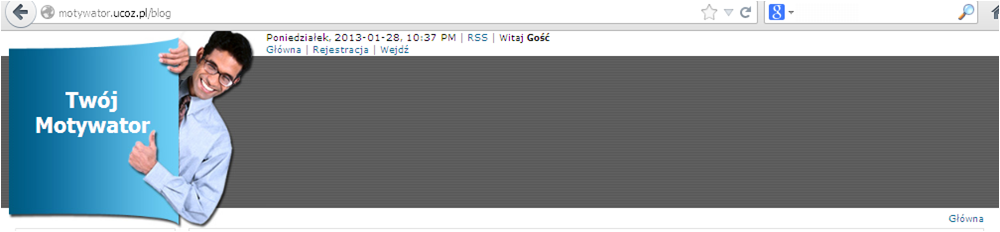 motywator.ucoz.pl/blog
Poniedziałek, 2013-01-28, 10:37 PM | RSS | Witaj Gość
Główna | Rejestracja | Wejdź
Twój
Motywator
Główna